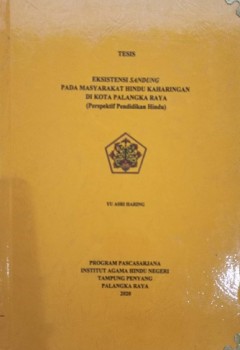 TESIS
EKSISTENSI SANDUNG
PADA MASYARAKAT HINDU KAHARINGAN
DI KOTA PALANGKA RAYA
(Perspektif Pendidikan Hindu)
PROGRAM PASCASARJANA
INSTITUT AGAMA HINDU NEGERI
TAMPUNG PENYANG
PALANGKA RAYA
2020